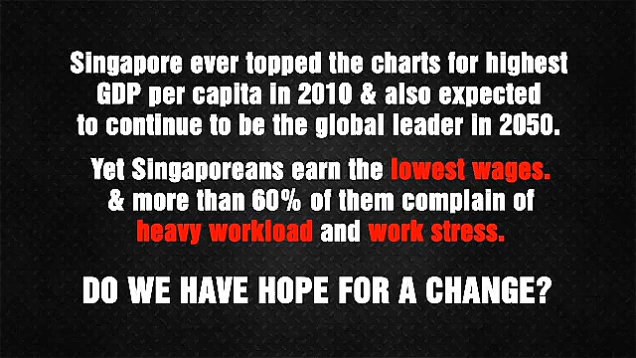 Singapore ever topped the charts for highest
GDP per capita in 2010 & also expected
to continue to be the global leader in 2050.
Yet Singaporeans earn the lowest wages.
& more than 60% of them complain of
heavy workload and work stress.
DO WE HAVE HOPE FOR A CHANGE?